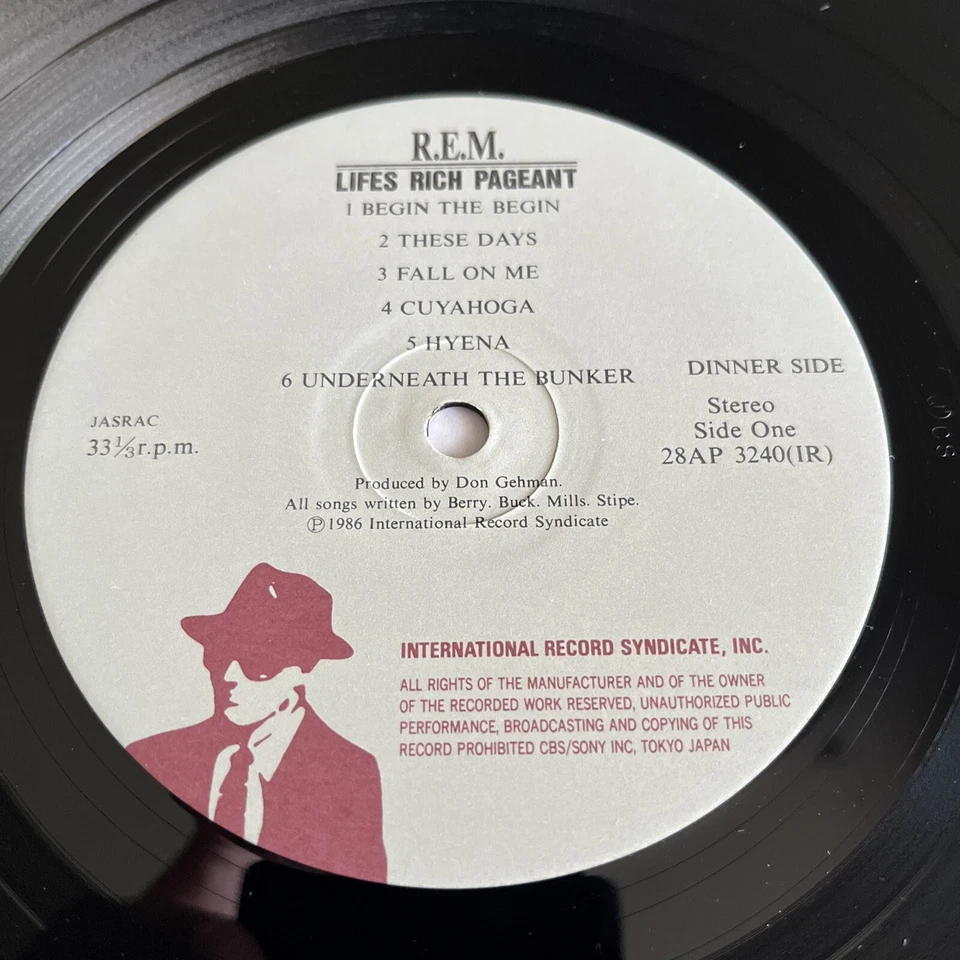 R.E.M.
LIFES RICH PAGEANT
1 BEGIN THE BEGIN
2 THESE DAYS
3 FALL ON ME
4 CUYAHOGA
5 HYENA
6 UNDERNEATH THE BUNKER
DINNER SIDE
Stereo
Side One
28AP 3240(IR)
JASRAC
33⅓r.p.m.
Produced by Don Gehman.
All songs written by Berry. Buck. Mills. Stipe.
Ⓟ1986 International Record Syndicate
INTERNATIONAL RECORD SYNDICATE, INC.
ALL RIGHTS OF THE MANUFACTURER AND OF THE OWNER
OF THE RECORDED WORK RESERVED, UNAUTHORIZED PUBLIC
PERFORMANCE, BROADCASTING AND COPYING OF THIS
RECORD PROHIBITED CBS/SONY INC, TOKYO JAPAN